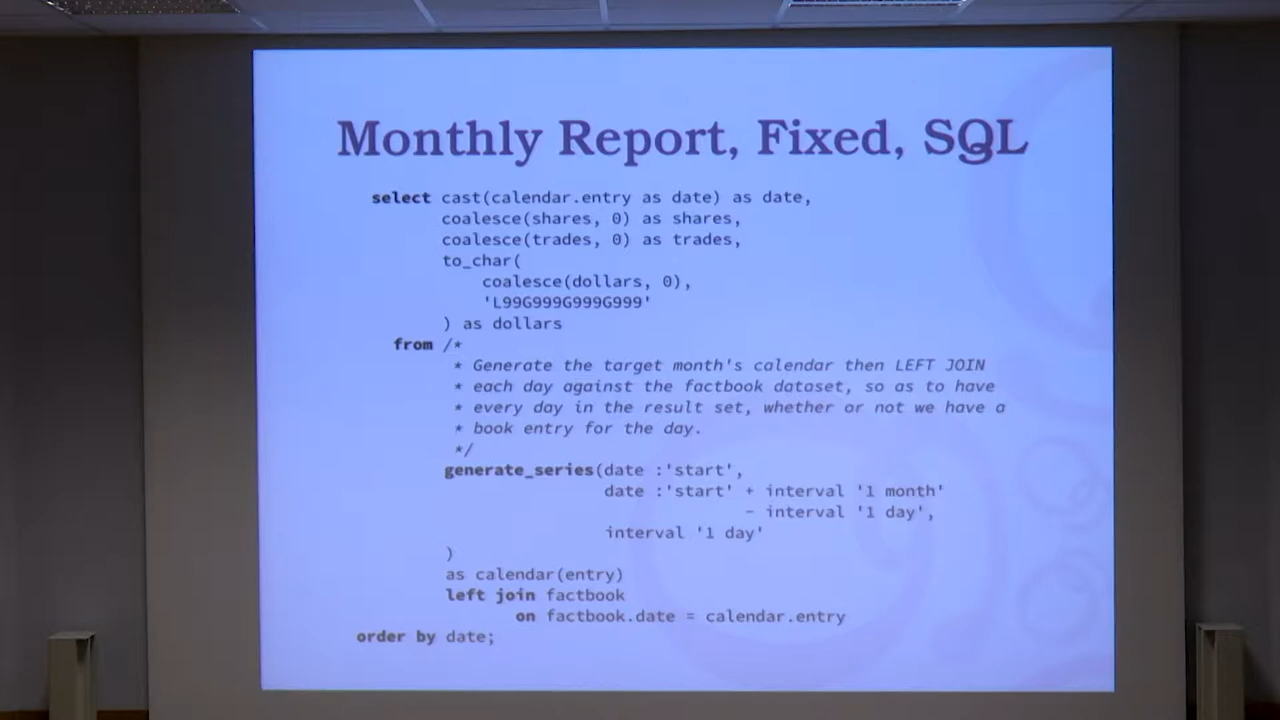 Monthly Report, Fixed, SQL
select cast(calendar.entry as date) as date,
coalesce(shares, 0) as shares,
coalesce(trades, 0) as trades,
to_char(
coalesce(dollars, 0),
'L99G999G999G999'
) as dollars
from /*
* Generate the target month's calendar then LEFT JOIN
* each day against the factbook dataset, so as to have
* every day in the result set, whether or not we have a
* book entry for the day.
*/
generate_series(date :'start',
date :'start' + interval '1 month'
- interval '1 day',
interval '1 day'
)
as calendar(entry)
left join factbook
on factbook.date = calendar.entry
order by date;